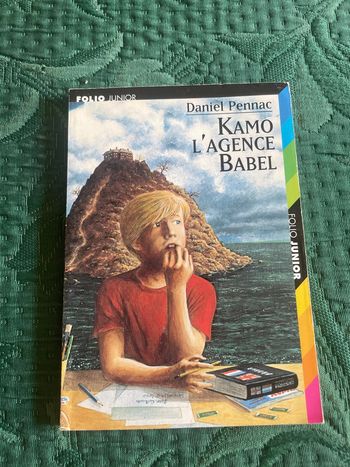 FOLIO JUNIOR
Daniel Pennac
KAMO
L'AGENCE
BABEL
FOLIO JUNIOR